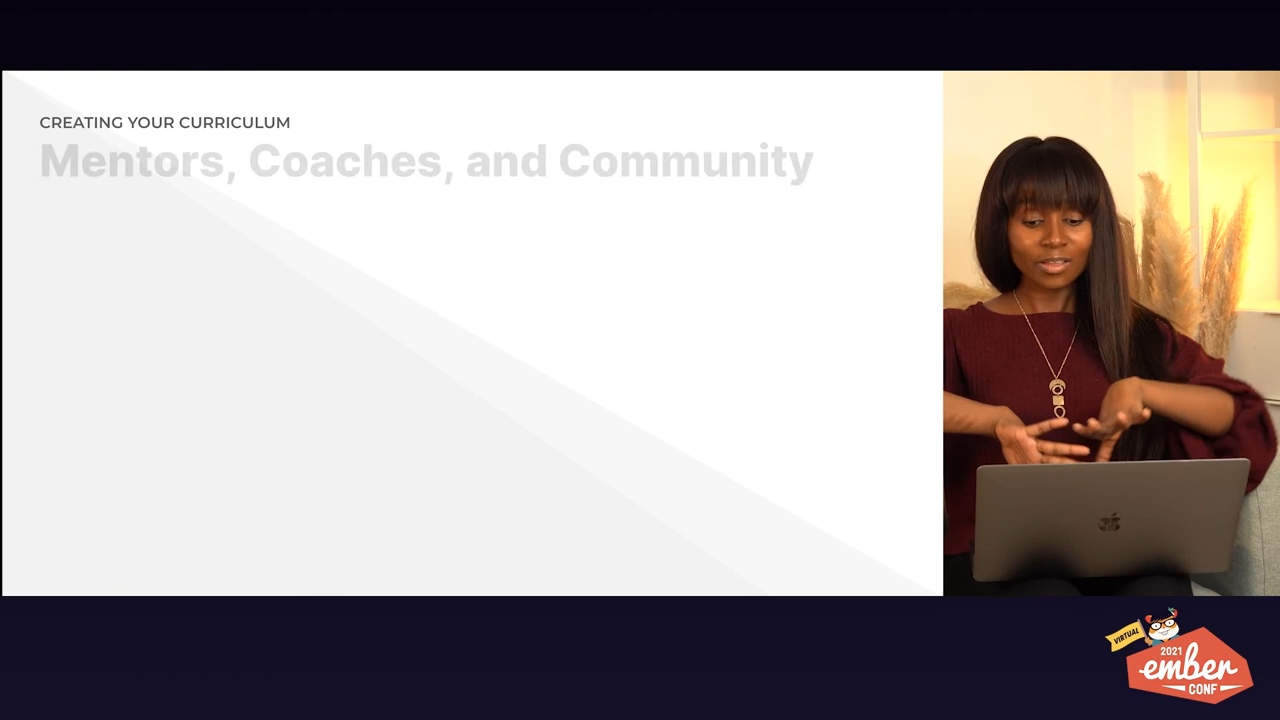 CREATING YOUR CURRICULUM
Mentors, Coaches, and Community
VIRTUAL
2021
ember
CONF